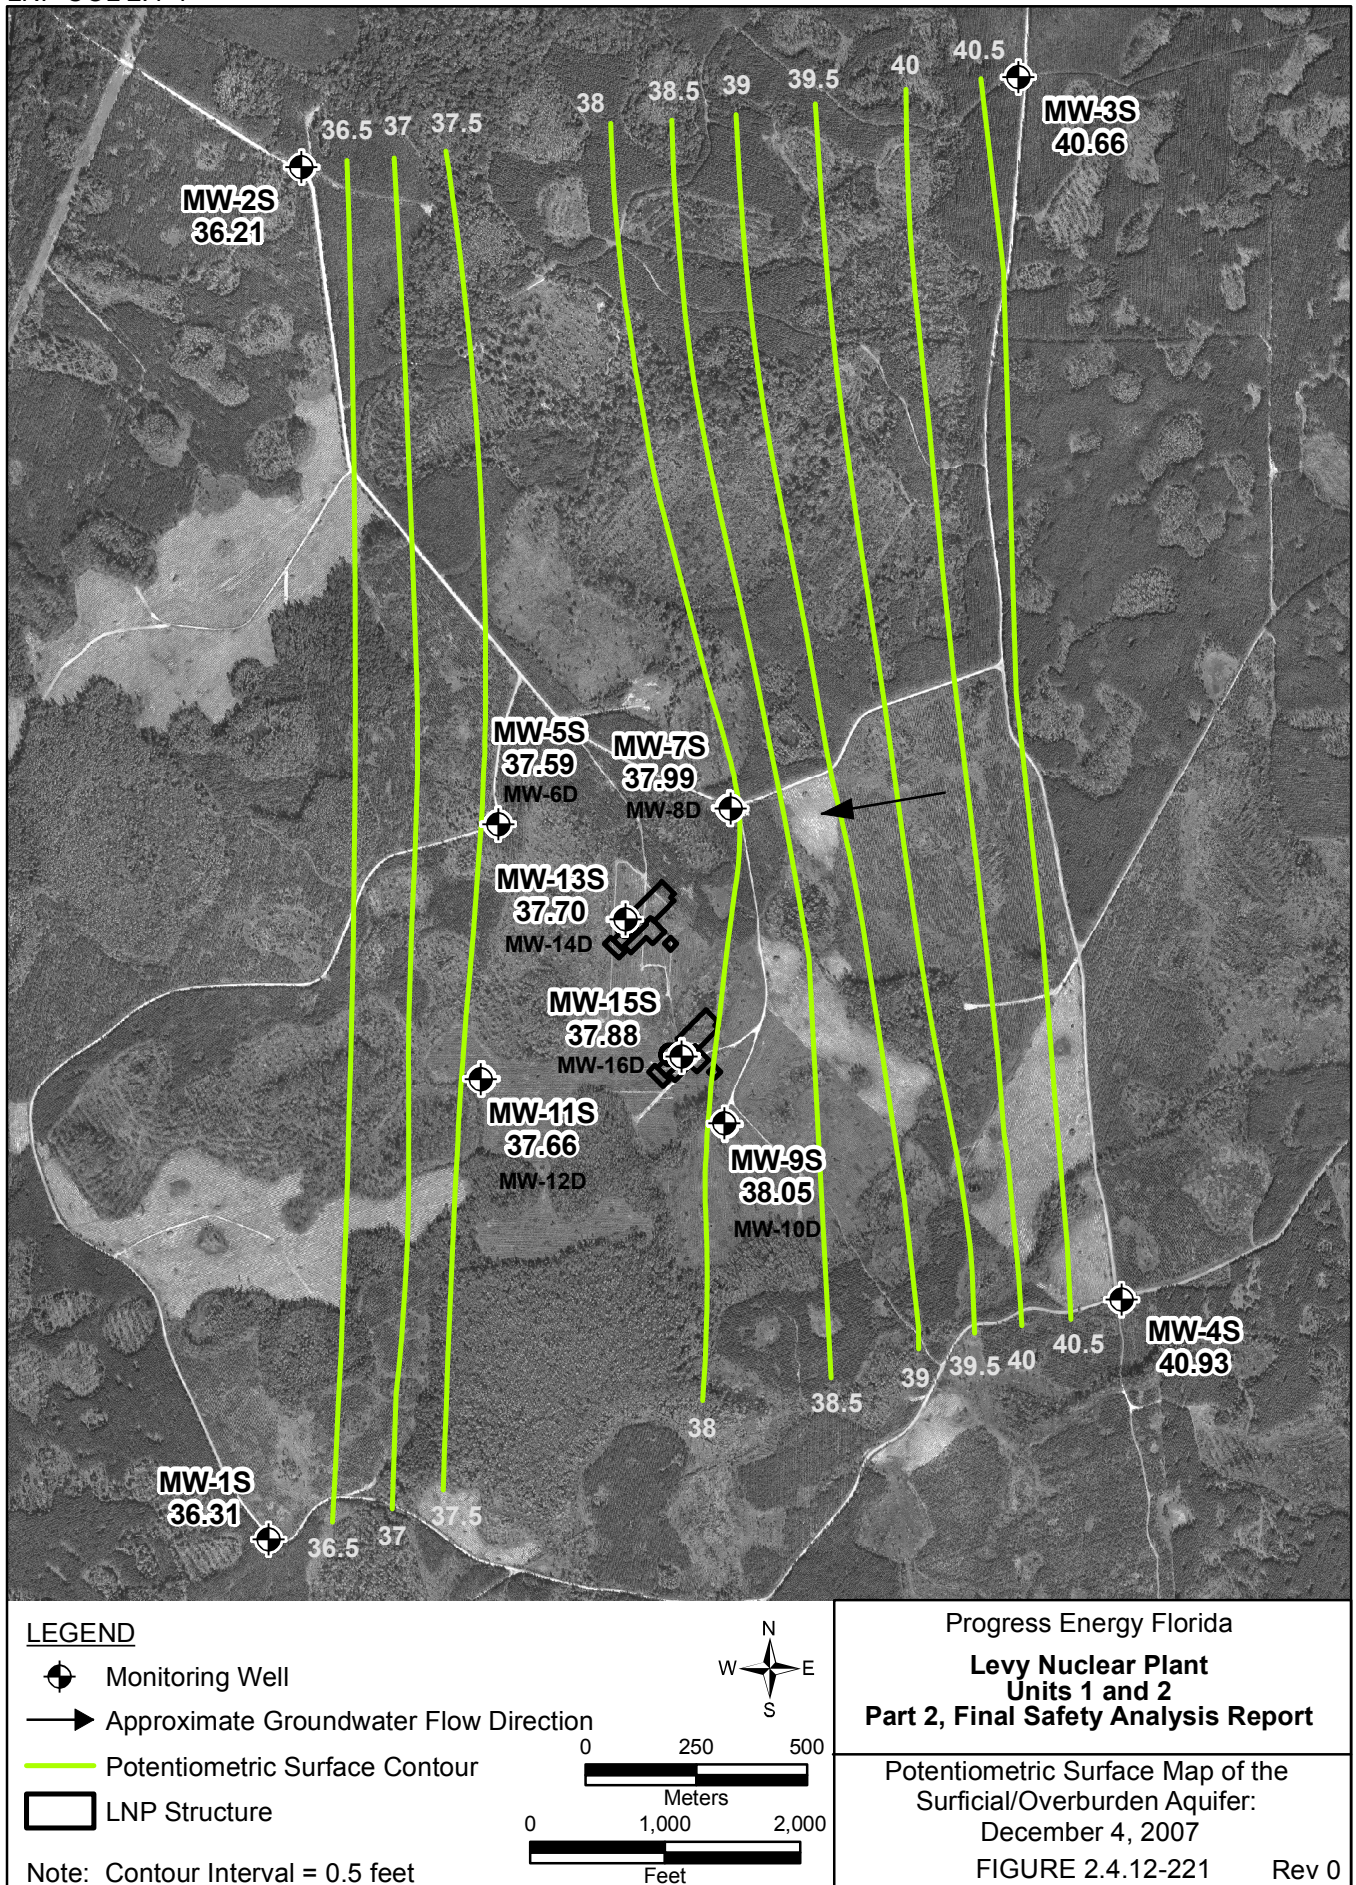 36.5 37 37.5 38 38.5 39 39.5 40 40.5
MW-3S
40.66
MW-2S
36.21
MW-5S
37.59
MW-6D
MW-7S
37.99
MW-8D
MW-13S
37.70
MW-14D
MW-15S
37.88
MW-16D
MW-11S
37.66
MW-12D
MW-9S
38.05
MW-10D
MW-4S
40.93
MW-1S
36.31
36.5 37 37.5 38 38.5 39 39.5 40 40.5
LEGEND
Monitoring Well
Approximate Groundwater Flow Direction
Potentiometric Surface Contour
LNP Structure
Note: Contour Interval = 0.5 feet
N
W E
S
0 250 500
Meters
0 1,000 2,000
Feet
Progress Energy Florida
Levy Nuclear Plant
Units 1 and 2
Part 2, Final Safety Analysis Report
Potentiometric Surface Map of the
Surficial/Overburden Aquifer:
December 4, 2007
FIGURE 2.4.12-221 Rev 0